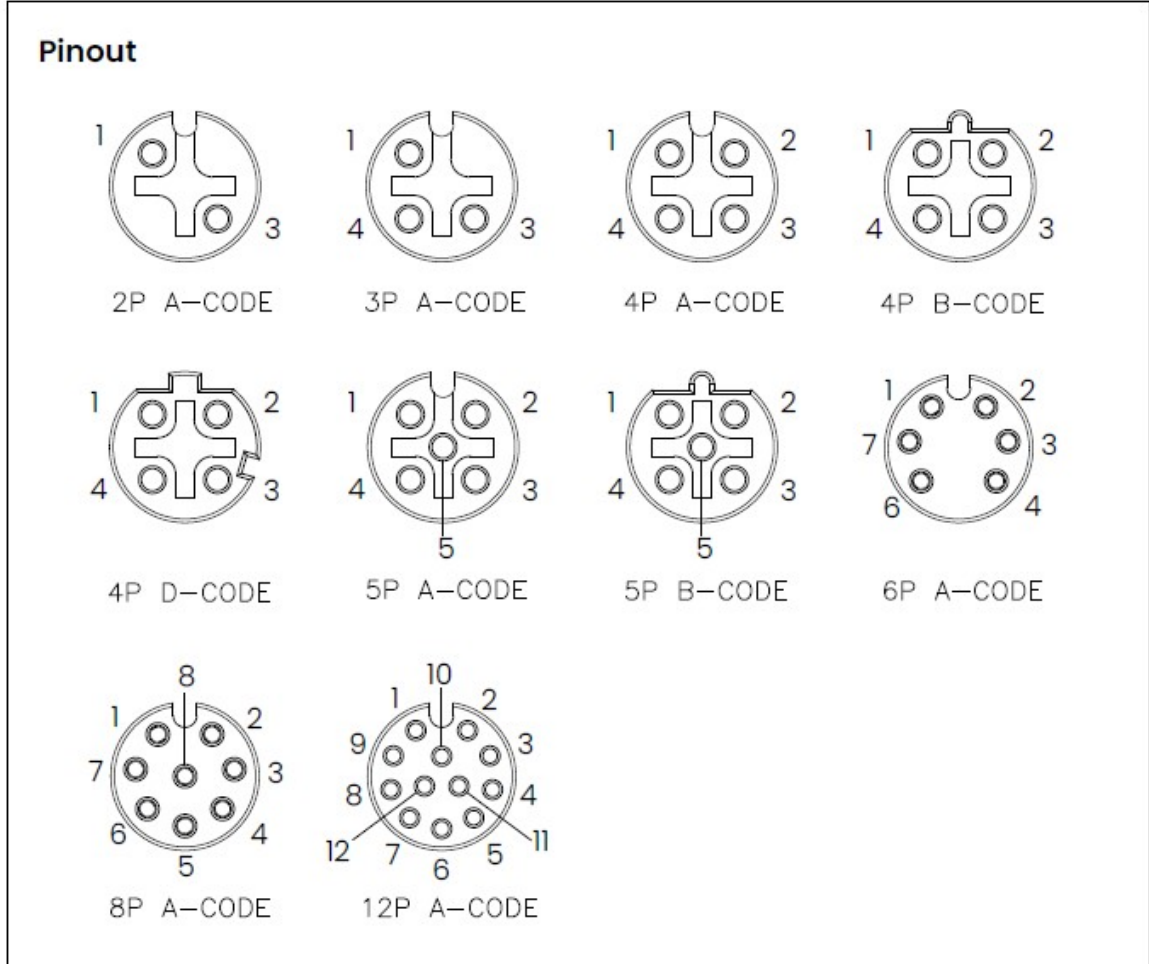 Pinout
1
3
2P A-CODE
1
4 3
3P A-CODE
1 2
4 3
4P A-CODE
1 2
4 3
4P B-CODE
1 2
4 3
4P D-CODE
1 2
4 3
5
5P A-CODE
1 2
4 3
5
5P B-CODE
1 2
7 3
6 4
6P A-CODE
8
1 2
7 3
6 4
5
8P A-CODE
10
1 2
9 3
8 4
12 7 6 5 11
12P A-CODE